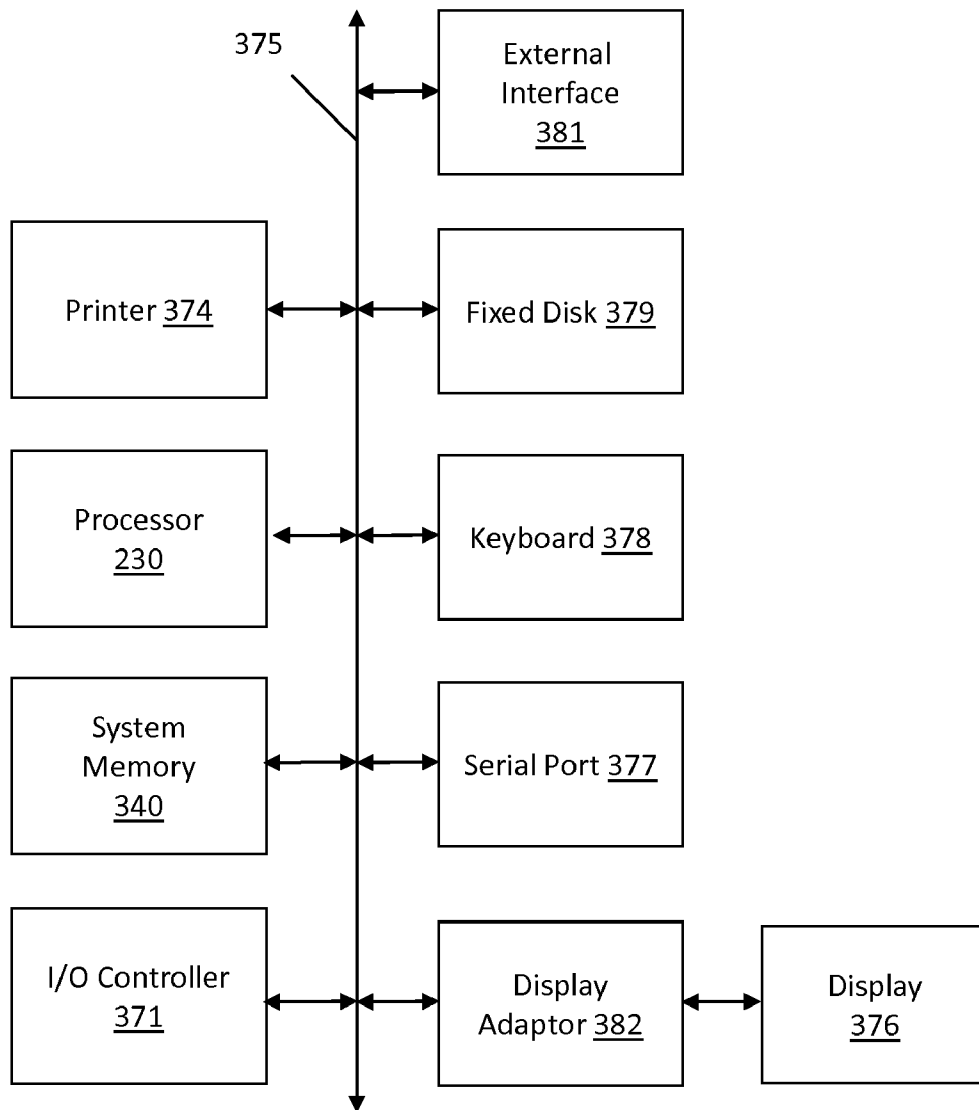 375
External
Interface
381
Printer 374
Fixed Disk 379
Processor
230
Keyboard 378
System
Memory
340
Serial Port 377
I/O Controller
371
Display
Adaptor 382
Display
376